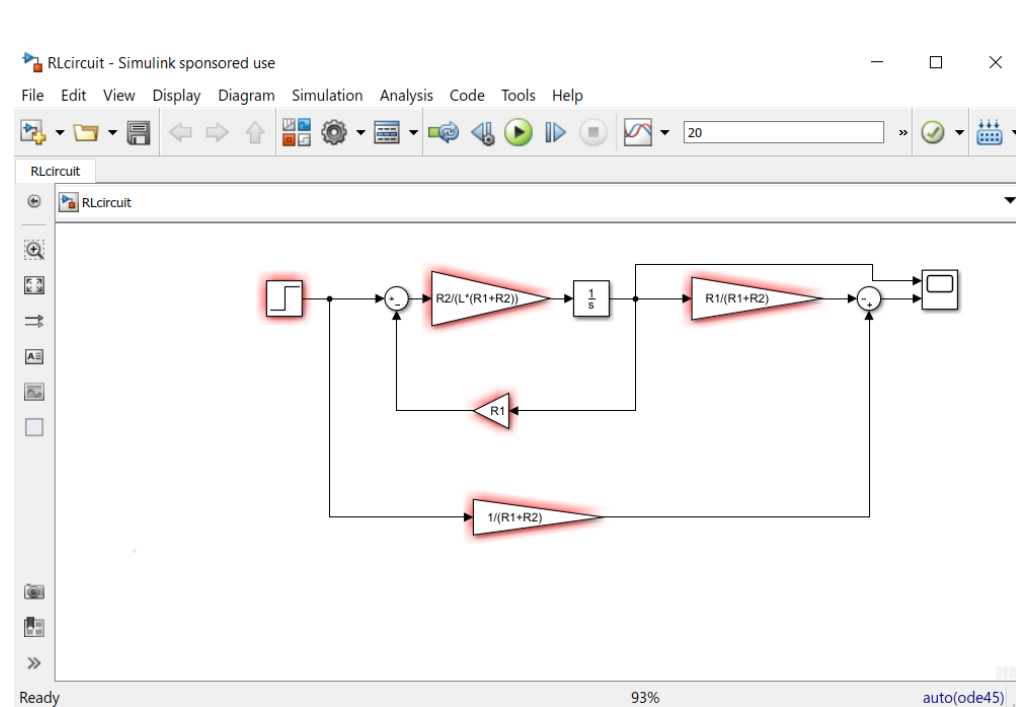 RLcircuit - Simulink sponsored use
File Edit View Display Diagram Simulation Analysis Code Tools Help
20
»
RLcircuit
RLcircuit
R2/(L*(R1+R2))
1
s
R1/(R1+R2)
R1
1/(R1+R2)
Ready 93% auto(ode45)